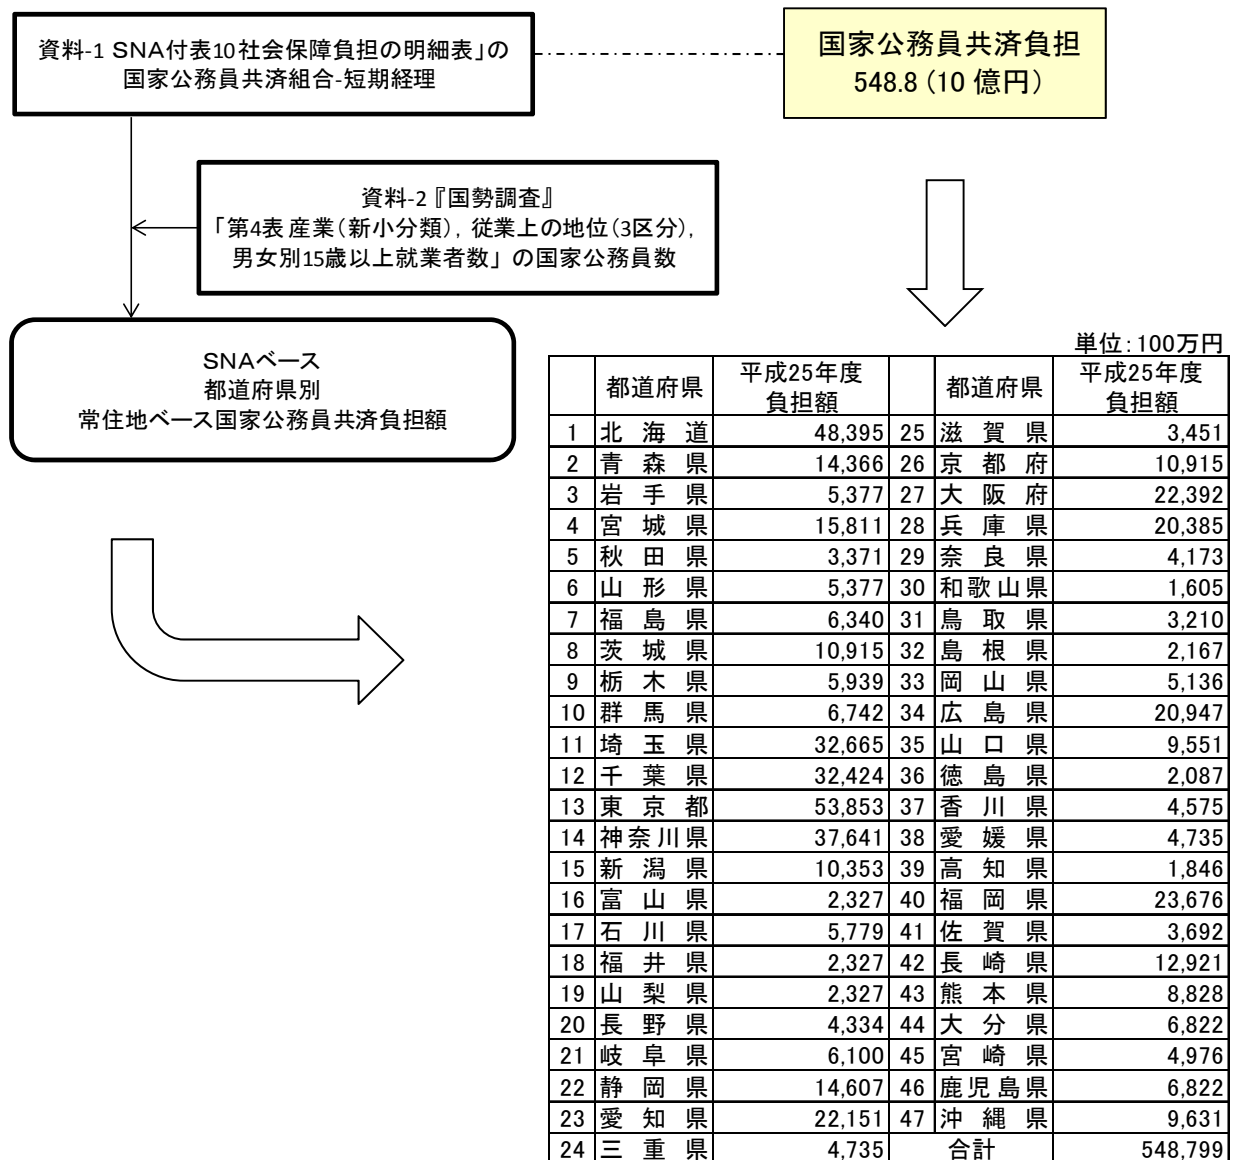 資料-1 SNA付表10社会保障負担の明細表」の
国家公務員共済組合-短期経理
国家公務員共済負担
548.8（10 億円）
資料-2『国勢調査』
「第4表 産業（新小分類），従業上の地位（3区分），
男女別15歳以上就業者数」の国家公務員数
SNAベース
都道府県別
常住地ベース国家公務員共済負担額
単位：100万円
都道府県 平成25年度 負担額 都道府県 平成25年度 負担額
1 北海道 48,395 25 滋賀県 3,451
2 青森県 14,366 26 京都府 10,915
3 岩手県 5,377 27 大阪府 22,392
4 宮城県 15,811 28 兵庫県 20,385
5 秋田県 3,371 29 奈良県 4,173
6 山形県 5,377 30 和歌山県 1,605
7 福島県 6,340 31 鳥取県 3,210
8 茨城県 10,915 32 島根県 2,167
9 栃木県 5,939 33 岡山県 5,136
10 群馬県 6,742 34 広島県 20,947
11 埼玉県 32,665 35 山口県 9,551
12 千葉県 32,424 36 徳島県 2,087
13 東京都 53,853 37 香川県 4,575
14 神奈川県 37,641 38 愛媛県 4,735
15 新潟県 10,353 39 高知県 1,846
16 富山県 2,327 40 福岡県 23,676
17 石川県 5,779 41 佐賀県 3,692
18 福井県 2,327 42 長崎県 12,921
19 山梨県 2,327 43 熊本県 8,828
20 長野県 4,334 44 大分県 6,822
21 岐阜県 6,100 45 宮崎県 4,976
22 静岡県 14,607 46 鹿児島県 6,822
23 愛知県 22,151 47 沖縄県 9,631
24 三重県 4,735 合計 548,799